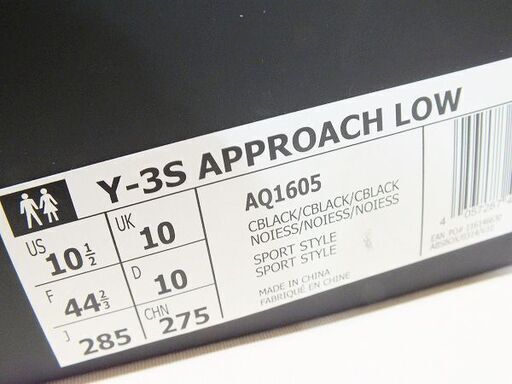 Y-3S APPROACH LOW
US 10 1/2
UK 10
F 44 2/3
D 10
J 285
CHN 275
AQ1605
CBLACK/CBLACK/CBLACK
NOIESS/NOIESS/NOIESS
SPORT STYLE
SPORT STYLE
MADE IN CHINA
FABRIQUÉ EN CHINE